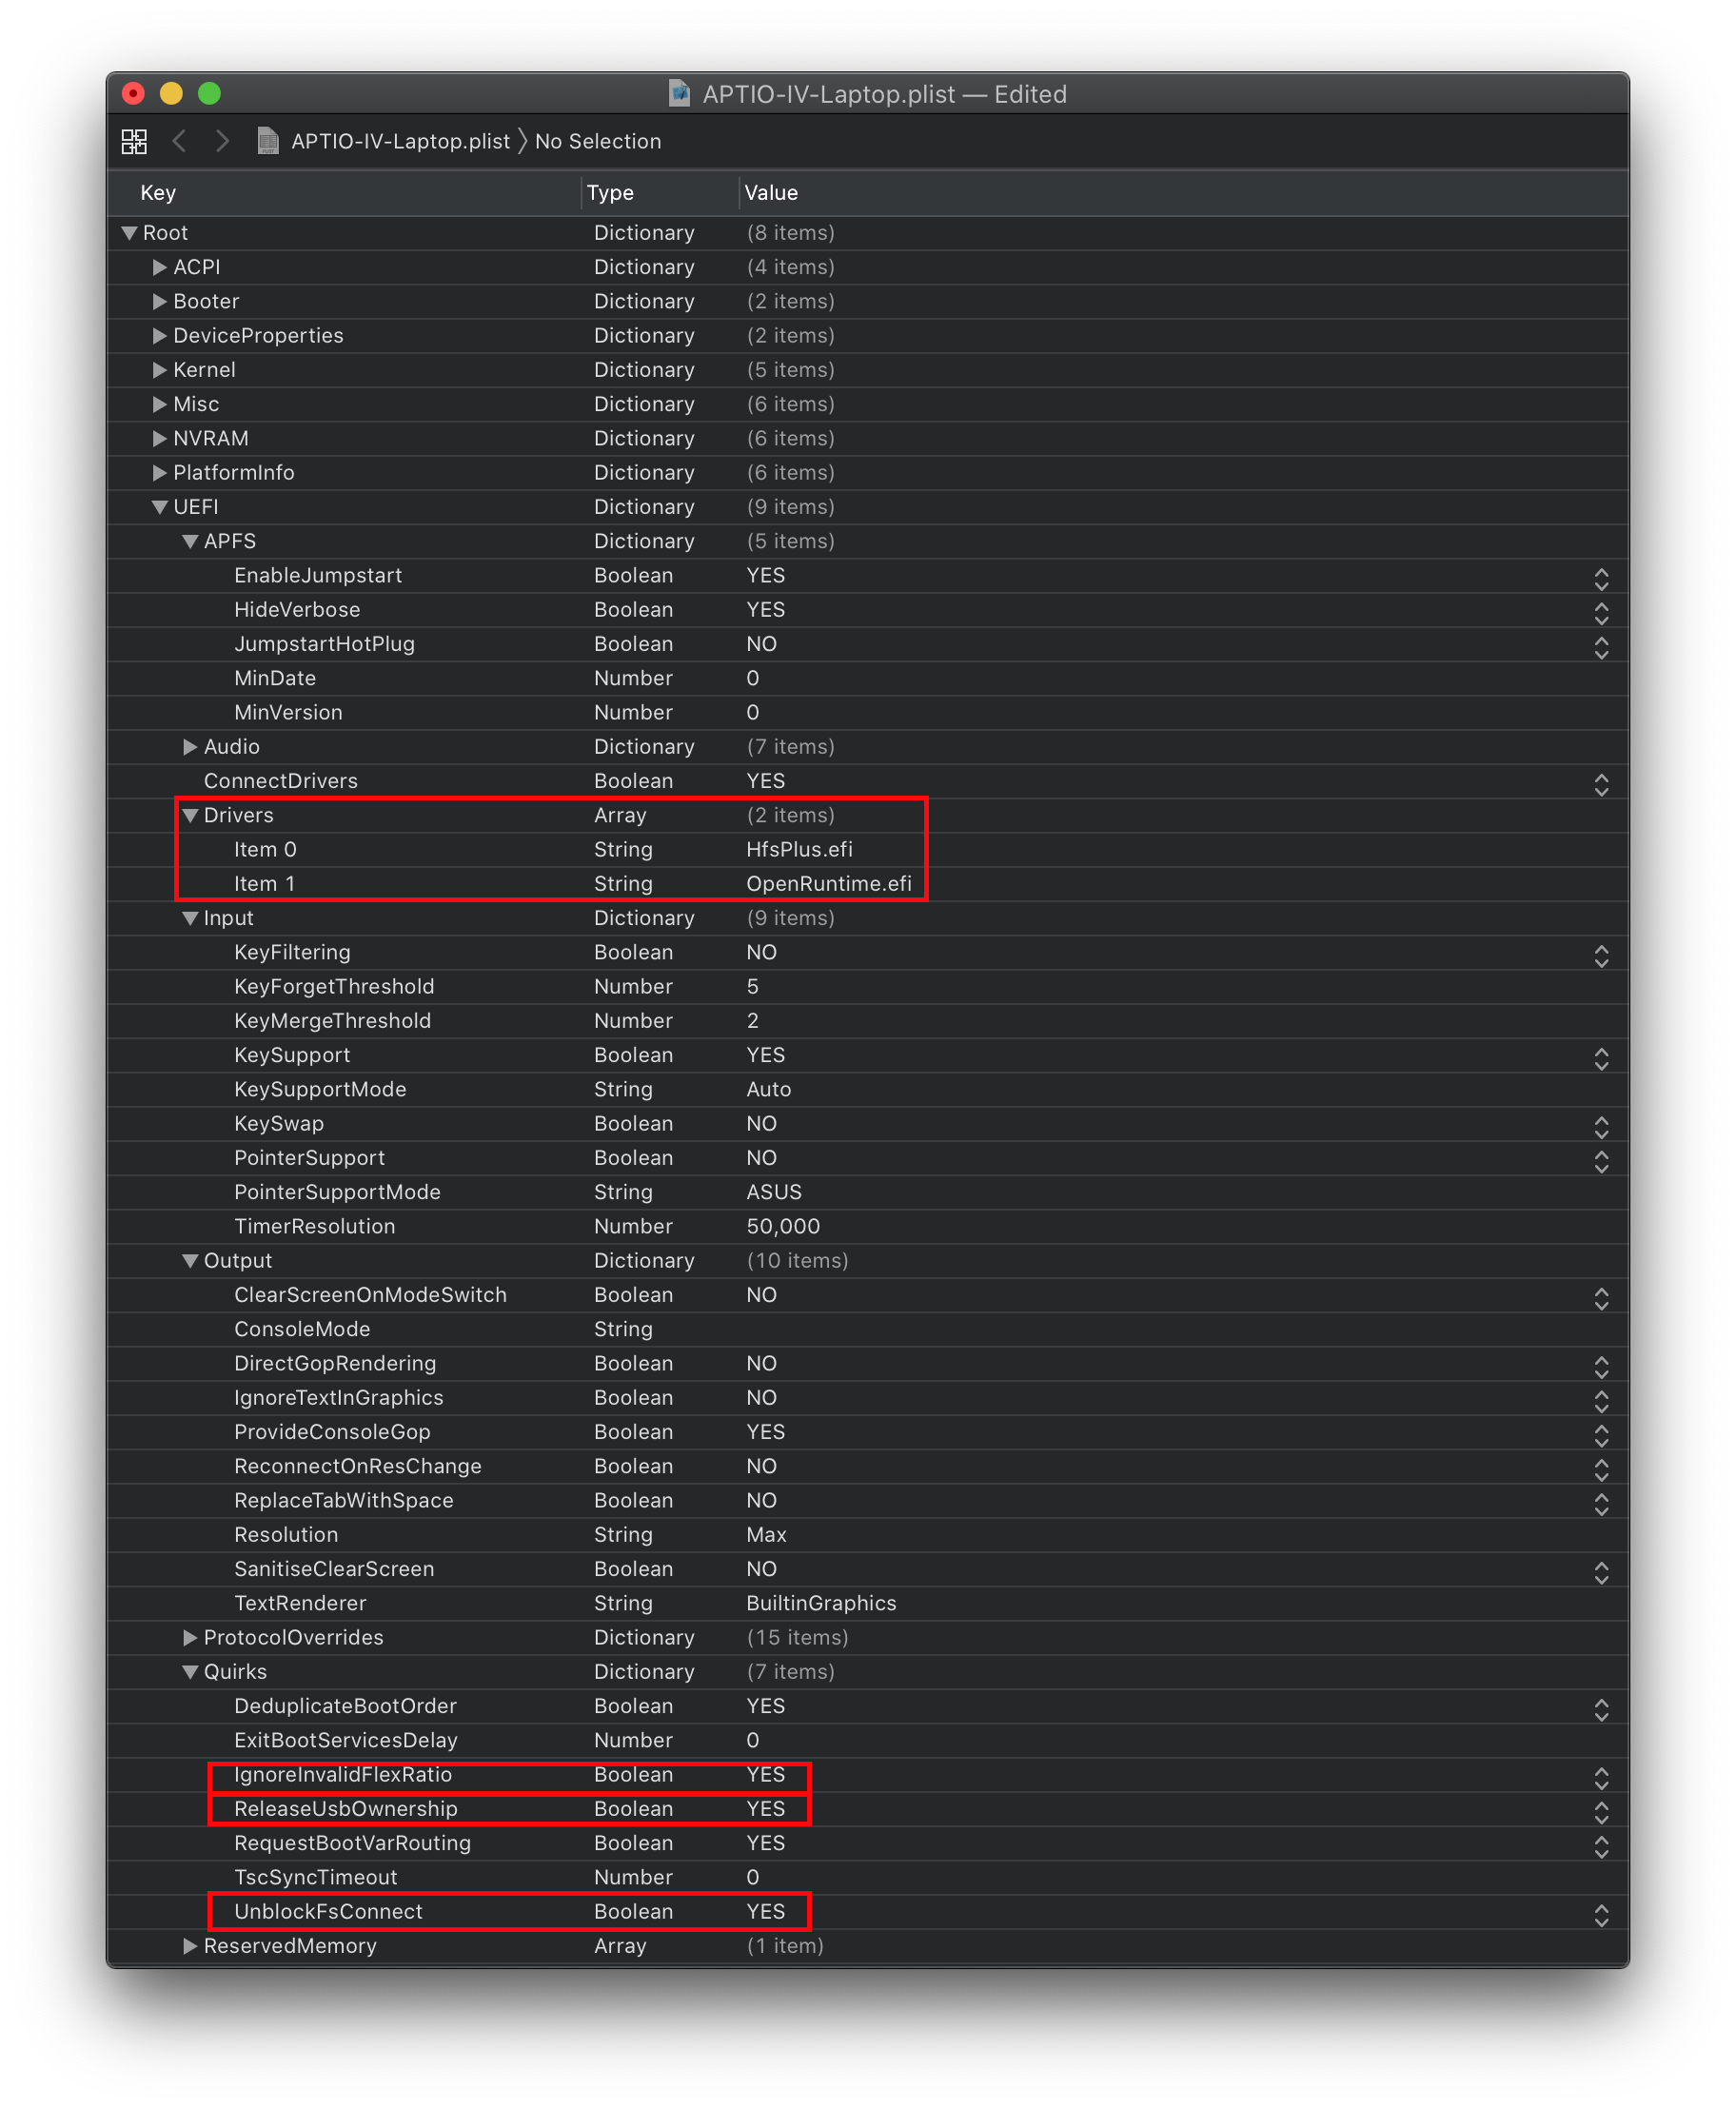 APTIO-IV-Laptop.plist — Edited
APTIO-IV-Laptop.plist 〉 No Selection
Key Type Value
Root Dictionary (8 items)
ACPI Dictionary (4 items)
Booter Dictionary (2 items)
DeviceProperties Dictionary (2 items)
Kernel Dictionary (5 items)
Misc Dictionary (6 items)
NVRAM Dictionary (6 items)
PlatformInfo Dictionary (6 items)
UEFI Dictionary (9 items)
APFS Dictionary (5 items)
EnableJumpstart Boolean YES
HideVerbose Boolean YES
JumpstartHotPlug Boolean NO
MinDate Number 0
MinVersion Number 0
Audio Dictionary (7 items)
ConnectDrivers Boolean YES
Drivers Array (2 items)
Item 0 String HfsPlus.efi
Item 1 String OpenRuntime.efi
Input Dictionary (9 items)
KeyFiltering Boolean NO
KeyForgetThreshold Number 5
KeyMergeThreshold Number 2
KeySupport Boolean YES
KeySupportMode String Auto
KeySwap Boolean NO
PointerSupport Boolean NO
PointerSupportMode String ASUS
TimerResolution Number 50,000
Output Dictionary (10 items)
ClearScreenOnModeSwitch Boolean NO
ConsoleMode String
DirectGopRendering Boolean NO
IgnoreTextInGraphics Boolean NO
ProvideConsoleGop Boolean YES
ReconnectOnResChange Boolean NO
ReplaceTabWithSpace Boolean NO
Resolution String Max
SanitiseClearScreen Boolean NO
TextRenderer String BuiltinGraphics
ProtocolOverrides Dictionary (15 items)
Quirks Dictionary (7 items)
DeduplicateBootOrder Boolean YES
ExitBootServicesDelay Number 0
IgnoreInvalidFlexRatio Boolean YES
ReleaseUsbOwnership Boolean YES
RequestBootVarRouting Boolean YES
TscSyncTimeout Number 0
UnblockFsConnect Boolean YES
ReservedMemory Array (1 item)